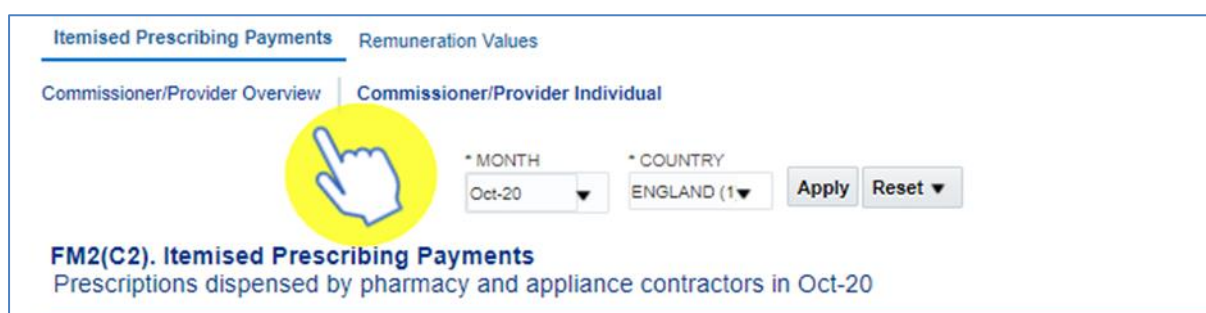 Itemised Prescribing Payments Remuneration Values
Commissioner/Provider Overview Commissioner/Provider Individual
* MONTH * COUNTRY
Oct-20 ENGLAND (1 Apply Reset
FM2(C2). Itemised Prescribing Payments
Prescriptions dispensed by pharmacy and appliance contractors in Oct-20